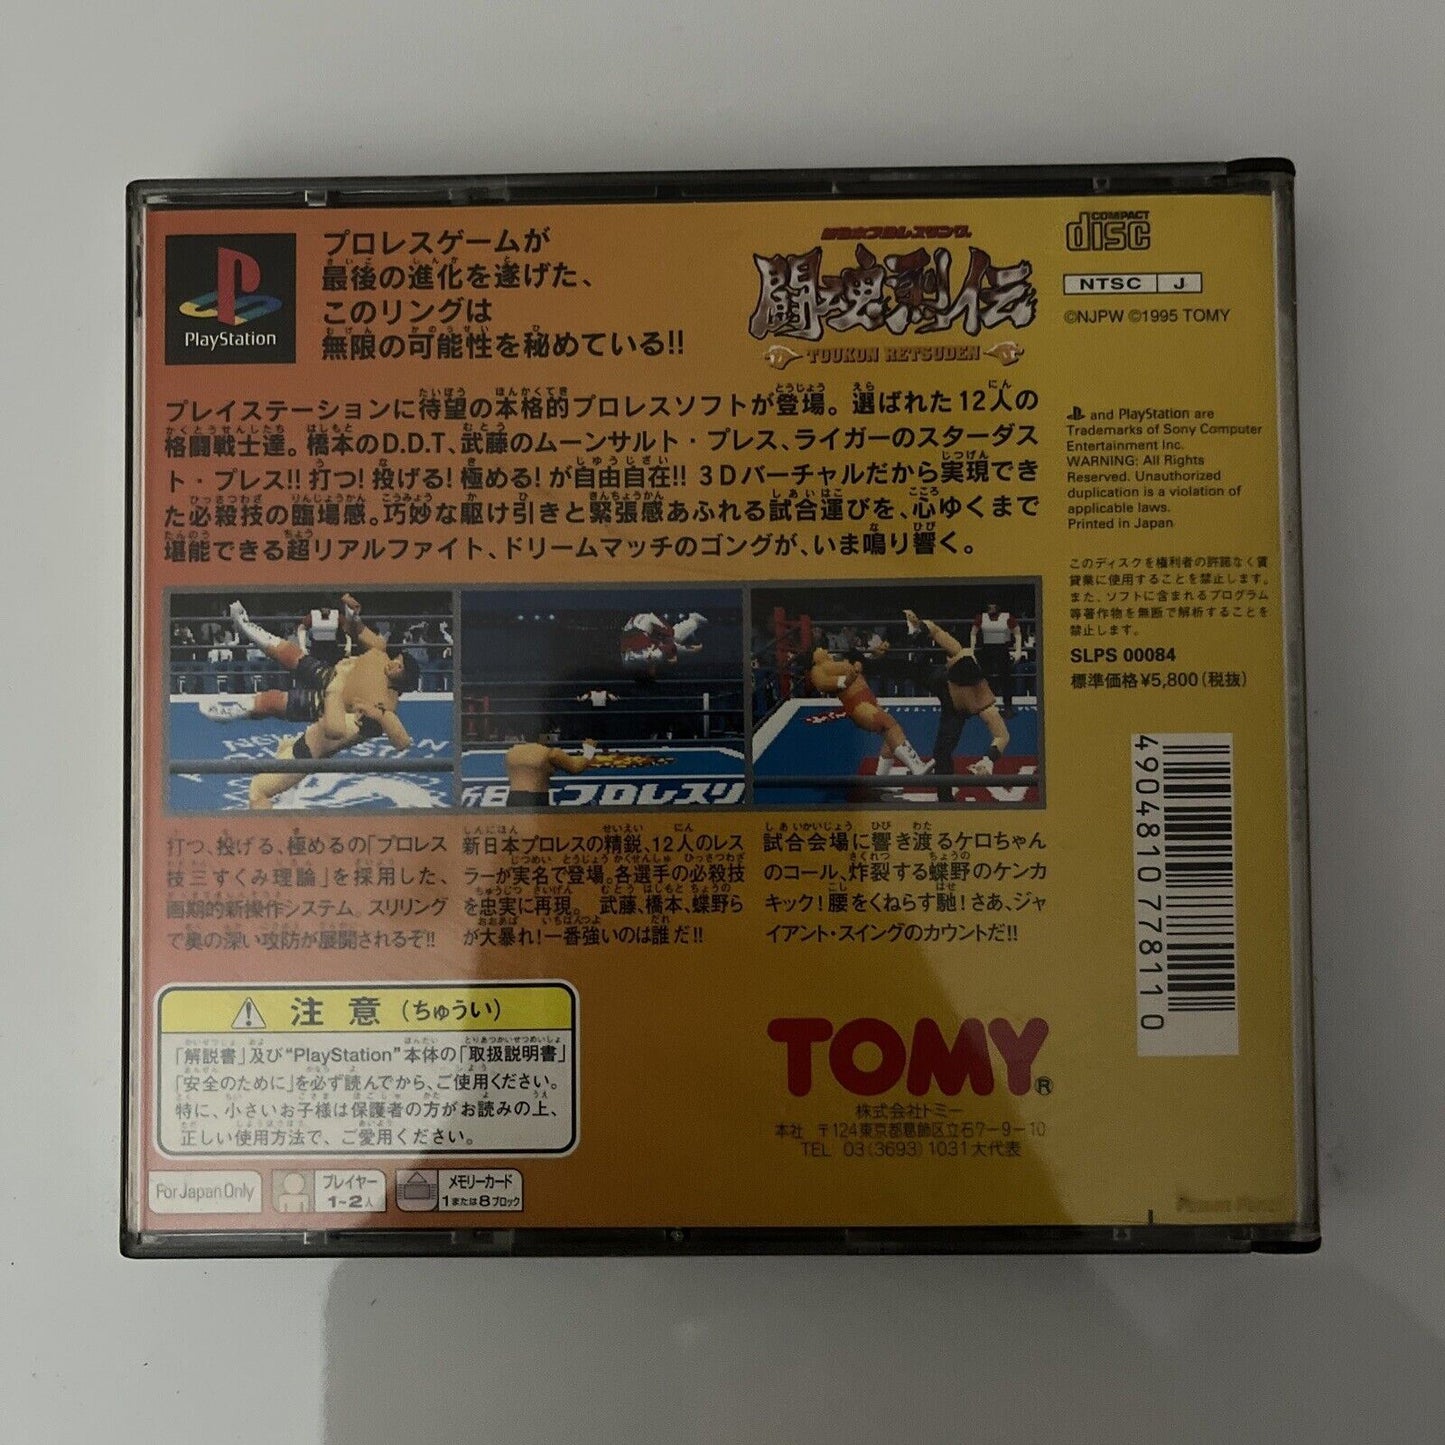 PlayStation
プロレスゲームが
最後の進化を遂げた、
このリングは
無限の可能性を秘めている!!
新日本プロレスリング
闘魂烈伝
TOUKON RETSUDEN
COMPACT
disc
NTSC J
©NJPW ©1995 TOMY
プレイステーションに待望の本格的プロレスソフトが登場。選ばれた12人の
格闘戦士達。橋本のD.D.T、武藤のムーンサルト・プレス、ライガーのスターダス
ト・プレス!!打つ!投げる!極める!が自由自在!!3Dバーチャルだから実現でき
た必殺技の臨場感。巧妙な駆け引きと緊張感あふれる試合運びを、心ゆくまで
堪能できる超リアルファイト、ドリームマッチのゴングが、いま鳴り響く。
and PlayStation are
Trademarks of Sony Computer
Entertainment Inc.
WARNING: All Rights
Reserved. Unauthorized
duplication is a violation of
applicable laws.
Printed in Japan
このディスクを権利者の許諾なく賃
貸業に使用することを禁止します。
また、ソフトに含まれるプログラム
等著作物を無断で解析することを
禁止します。
SLPS 00084
標準価格¥5,800(税抜)
4904810778110
新日本プロレスリ
打つ、投げる、極めるの「プロレス
技三すくみ理論」を採用した、
画期的新操作システム。スリリング
で奥の深い攻防が展開されるぞ!!
新日本プロレスの精鋭、12人のレス
ラーが実名で登場。各選手の必殺技
を忠実に再現。 武藤、橋本、蝶野ら
が大暴れ!一番強いのは誰だ!!
試合会場に響き渡るケロちゃん
のコール、炸裂する蝶野のケンカ
キック!腰をくねらす馳!さあ、ジャ
イアント・スイングのカウントだ!!
注意(ちゅうい)
「解説書」及び"PlayStation"本体の「取扱説明書」
「安全のために」を必ず読んでから、ご使用ください。
特に、小さいお子様は保護者の方がお読みの上、
正しい使用方法で、ご愛用ください。
TOMY®
株式会社トミー
本社 〒124東京都葛飾区立石7-9-10
TEL 03(3693)1031大代表
For Japan Only
プレイヤー
1~2人
メモリーカード
1または8ブロック